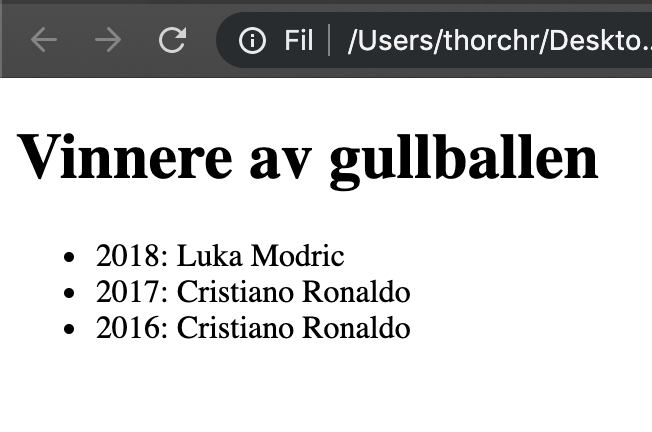 Fil /Users/thorchr/Deskto...
Vinnere av gullballen
2018: Luka Modric
2017: Cristiano Ronaldo
2016: Cristiano Ronaldo